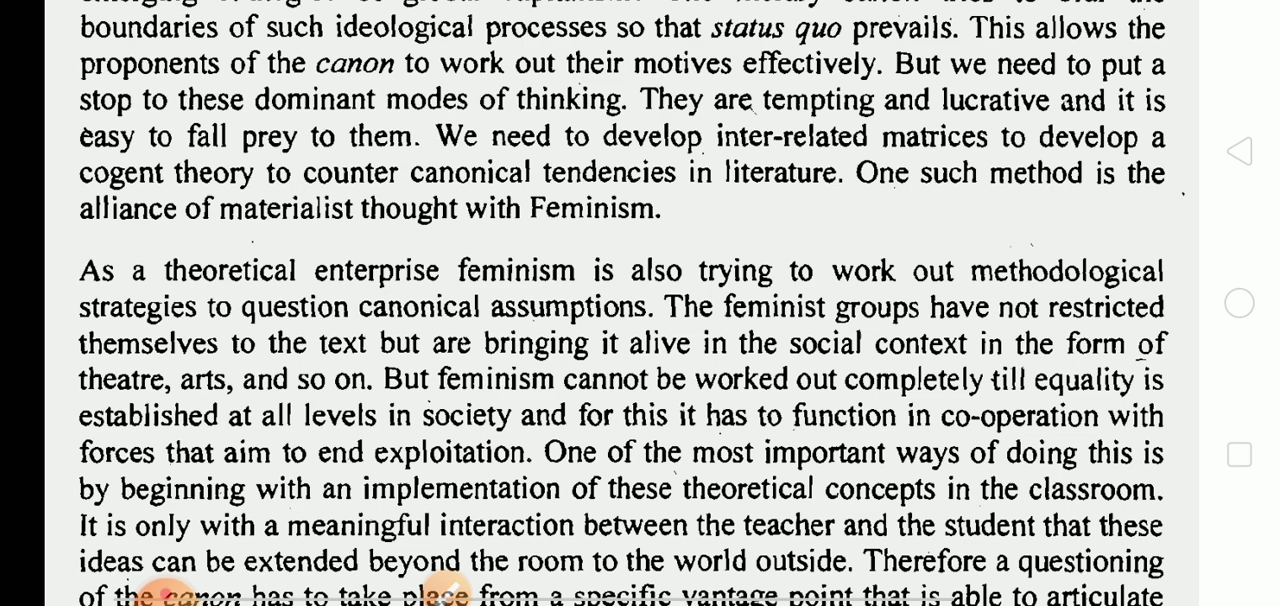 boundaries of such ideological processes so that status quo prevails. This allows the
proponents of the canon to work out their motives effectively. But we need to put a
stop to these dominant modes of thinking. They are tempting and lucrative and it is
easy to fall prey to them. We need to develop inter-related matrices to develop a
cogent theory to counter canonical tendencies in literature. One such method is the
alliance of materialist thought with Feminism.
As a theoretical enterprise feminism is also trying to work out methodological
strategies to question canonical assumptions. The feminist groups have not restricted
themselves to the text but are bringing it alive in the social context in the form of
theatre, arts, and so on. But feminism cannot be worked out completely till equality is
established at all levels in society and for this it has to function in co-operation with
forces that aim to end exploitation. One of the most important ways of doing this is
by beginning with an implementation of these theoretical concepts in the classroom.
It is only with a meaningful interaction between the teacher and the student that these
ideas can be extended beyond the room to the world outside. Therefore a questioning
of the canon has to take place from a specific vantage point that is able to articulate